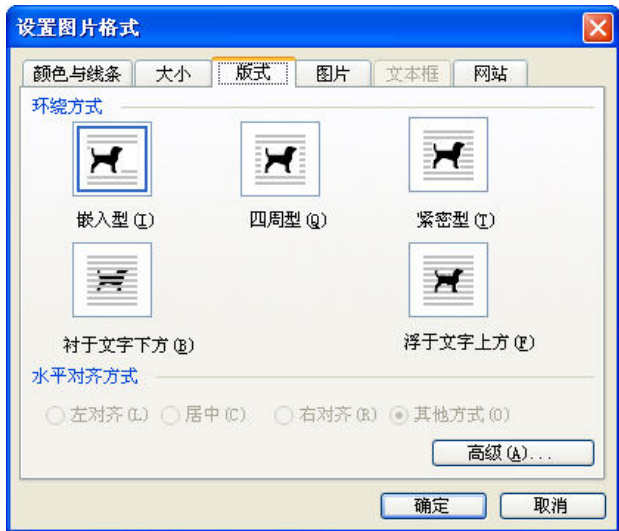 设置图片格式
颜色与线条 大小 版式 图片 文本框 网站
环绕方式
嵌入型(I) 四周型(Q) 紧密型(T)
衬于文字下方(B) 浮于文字上方(F)
水平对齐方式
左对齐(L) 居中(C) 右对齐(R) 其他方式(O)
高级(A)...
确定 取消